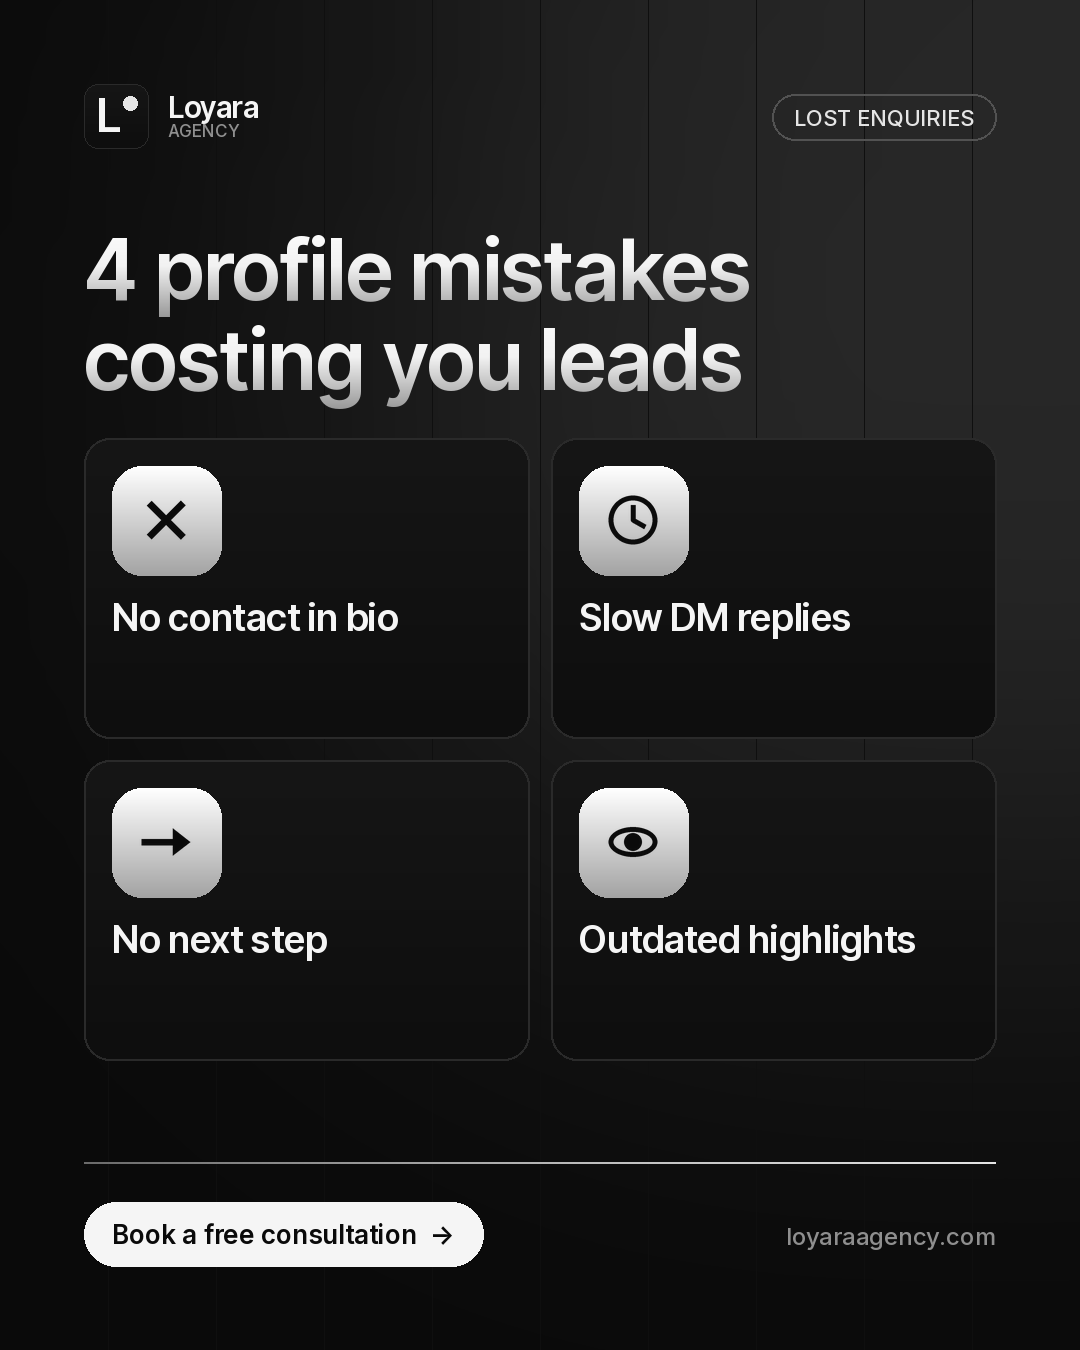 Loyara
AGENCY
LOST ENQUIRIES
4 profile mistakes
costing you leads
No contact in bio
Slow DM replies
No next step
Outdated highlights
Book a free consultation →
loyaraagency.com